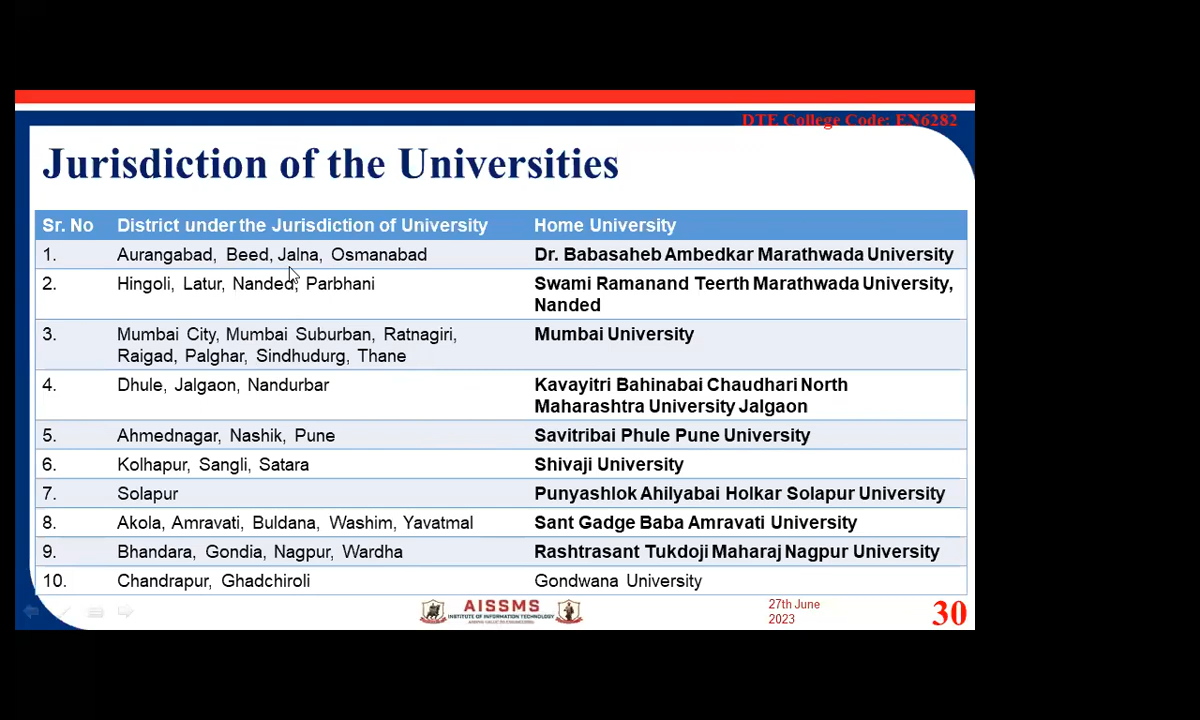 DTE College Code: EN6282
Jurisdiction of the Universities
Sr. No District under the Jurisdiction of University Home University
1. Aurangabad, Beed, Jalna, Osmanabad Dr. Babasaheb Ambedkar Marathwada University
2. Hingoli, Latur, Nanded, Parbhani Swami Ramanand Teerth Marathwada University,
Nanded
3. Mumbai City, Mumbai Suburban, Ratnagiri, Mumbai University
Raigad, Palghar, Sindhudurg, Thane
4. Dhule, Jalgaon, Nandurbar Kavayitri Bahinabai Chaudhari North
Maharashtra University Jalgaon
5. Ahmednagar, Nashik, Pune Savitribai Phule Pune University
6. Kolhapur, Sangli, Satara Shivaji University
7. Solapur Punyashlok Ahilyabai Holkar Solapur University
8. Akola, Amravati, Buldana, Washim, Yavatmal Sant Gadge Baba Amravati University
9. Bhandara, Gondia, Nagpur, Wardha Rashtrasant Tukdoji Maharaj Nagpur University
10. Chandrapur, Ghadchiroli Gondwana University
AISSMS
INSTITUTE OF INFORMATION TECHNOLOGY
27th June
2023
30